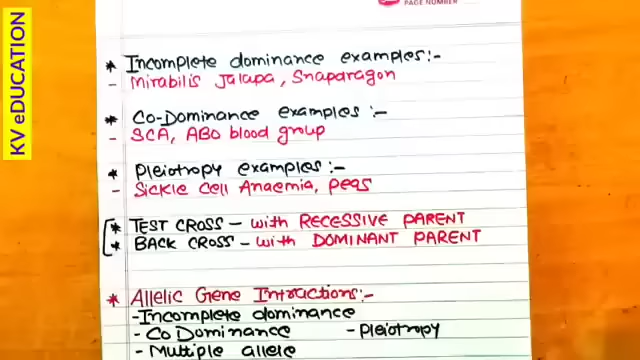 PAGE NUMBER
KV eDUCATION
* Incomplete dominance examples:-
- Mirabilis Jalapa, Snapdragon
* Co-Dominance examples :-
- SCA, ABO blood group
* Pleiotropy examples:-
- Sickle Cell Anaemia, peas
* TEST CROSS - with RECESSIVE PARENT
* BACK CROSS - with DOMINANT PARENT
* Allelic Gene Intractions:-
- Incomplete dominance
- Co Dominance - Pleiotropy
- Multiple allele